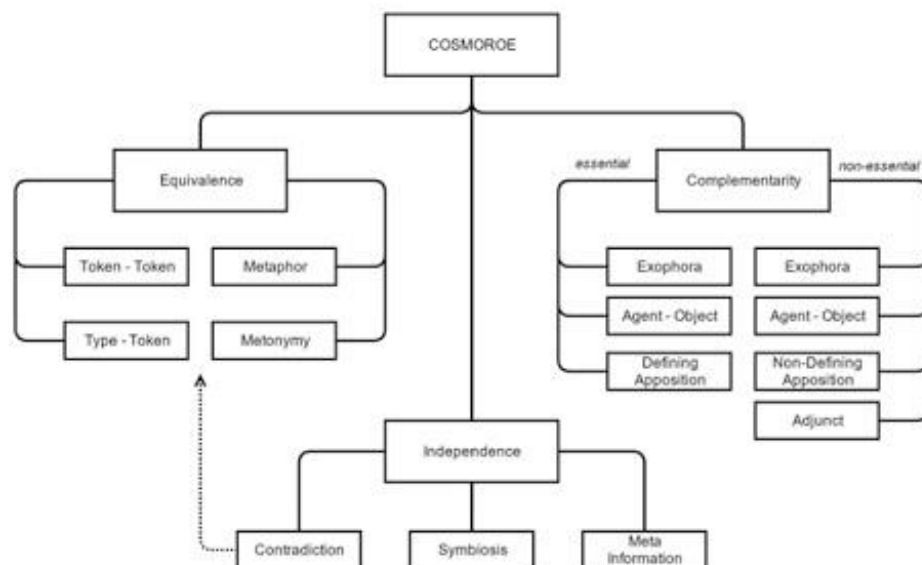 COSMOROE
essential
non-essential
Equivalence
Complementarity
Token - Token
Metaphor
Exophora
Exophora
Type - Token
Metonymy
Agent - Object
Agent - Object
Defining
Apposition
Non-Defining
Apposition
Adjunct
Independence
Contradiction
Symbiosis
Meta
Information